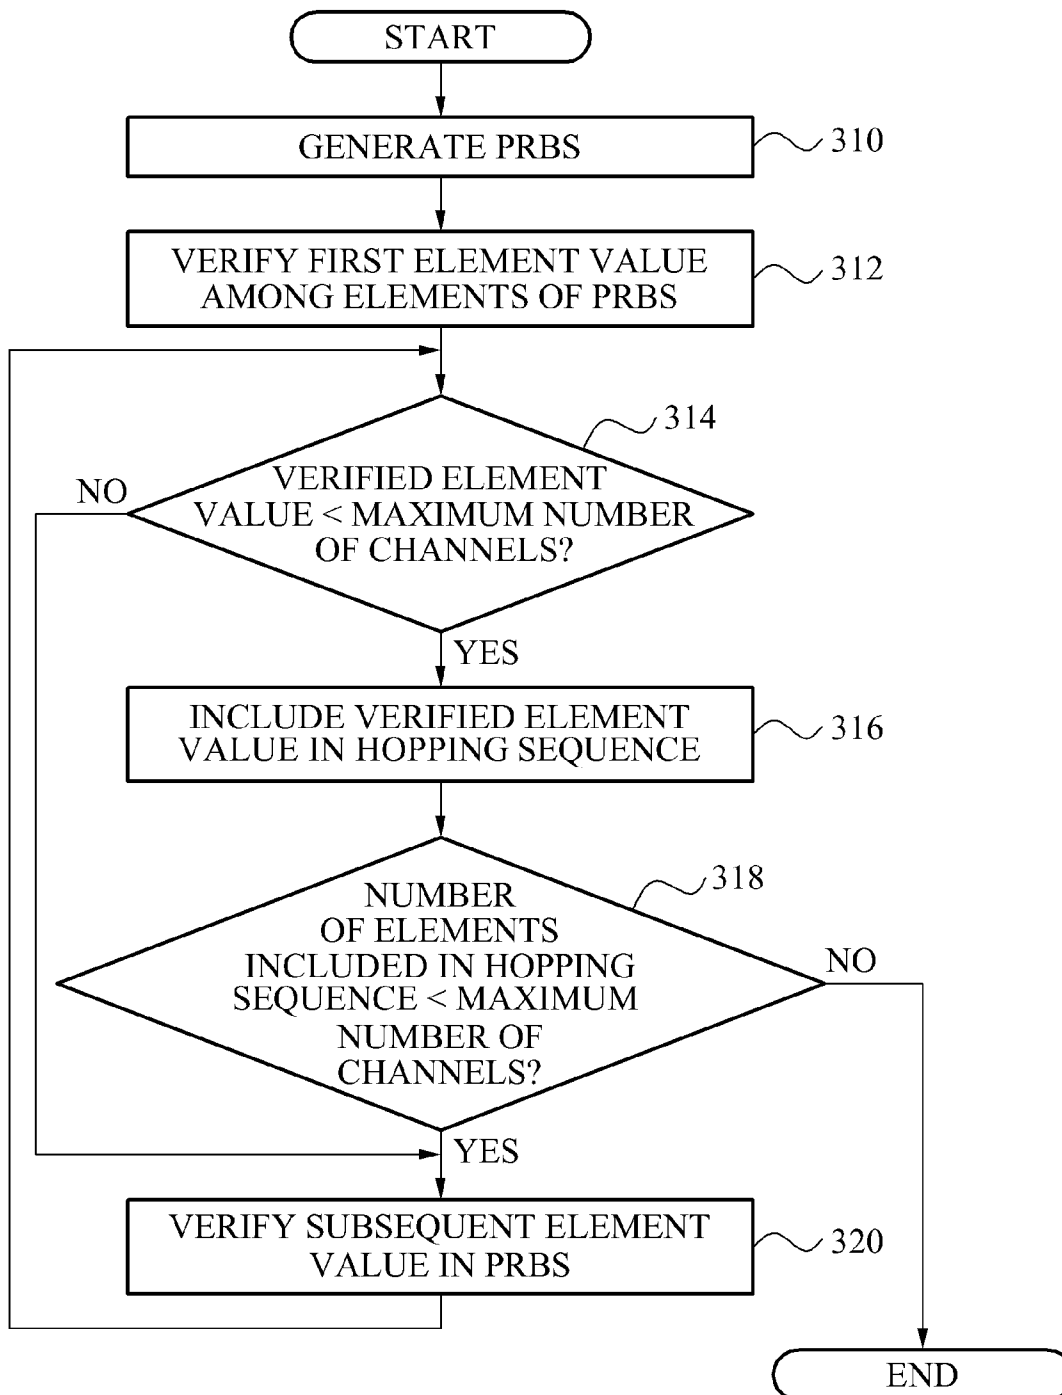 START
GENERATE PRBS
310
VERIFY FIRST ELEMENT VALUE
AMONG ELEMENTS OF PRBS
312
314
VERIFIED ELEMENT
VALUE < MAXIMUM NUMBER
OF CHANNELS?
NO
YES
INCLUDE VERIFIED ELEMENT
VALUE IN HOPPING SEQUENCE
316
318
NUMBER
OF ELEMENTS
INCLUDED IN HOPPING
SEQUENCE < MAXIMUM
NUMBER OF
CHANNELS?
NO
YES
VERIFY SUBSEQUENT ELEMENT
VALUE IN PRBS
320
END